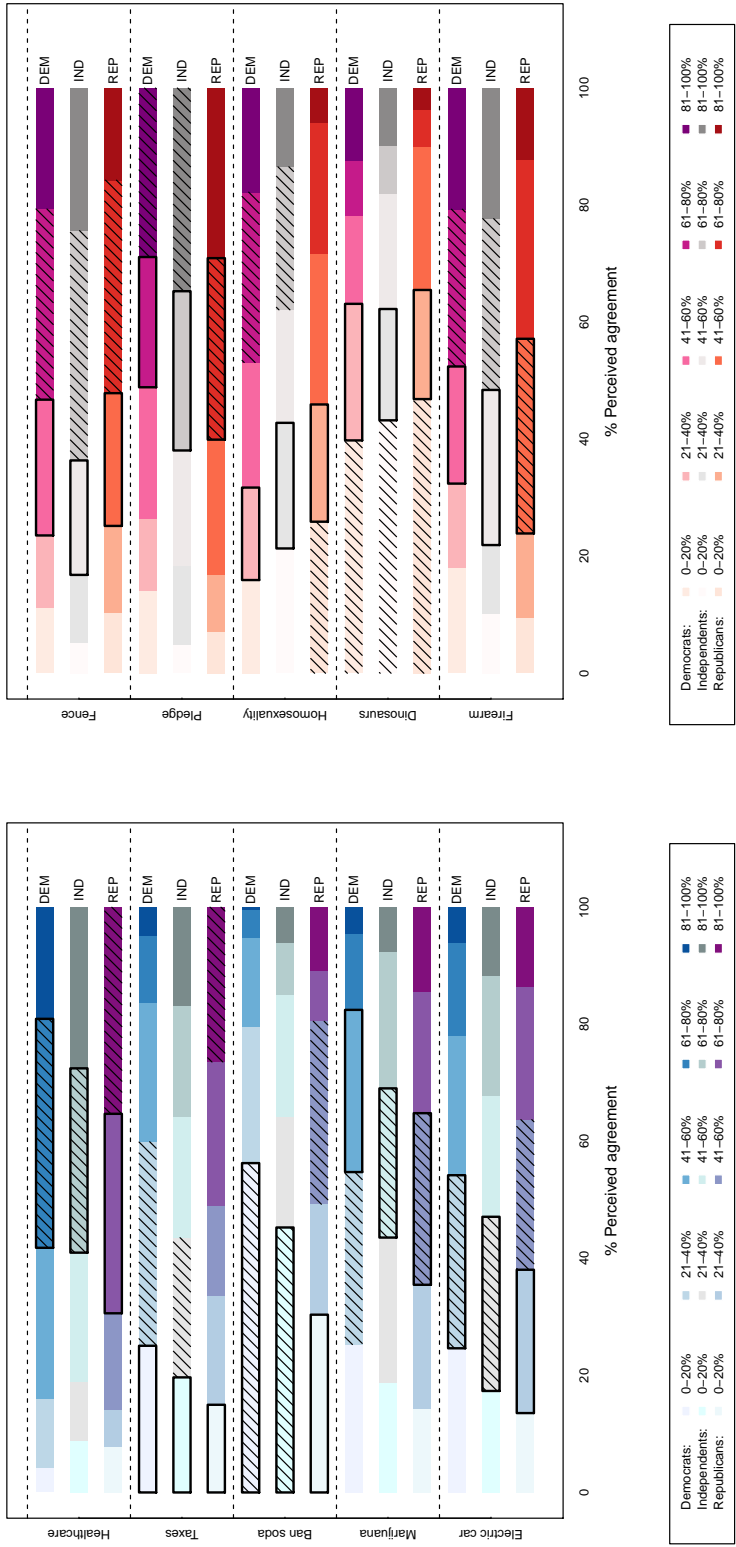 Healthcare
DEM
IND
REP
Taxes
DEM
IND
REP
Ban soda
DEM
IND
REP
Marijuana
DEM
IND
REP
Electric car
DEM
IND
REP
0 20 40 60 80 100
% Perceived agreement
Democrats: 0−20% 21−40% 41−60% 61−80% 81−100%
Independents: 0−20% 21−40% 41−60% 61−80% 81−100%
Republicans: 0−20% 21−40% 41−60% 61−80% 81−100%
Fence
DEM
IND
REP
Pledge
DEM
IND
REP
Homosexuality
DEM
IND
REP
Dinosaurs
DEM
IND
REP
Firearm
DEM
IND
REP
0 20 40 60 80 100
% Perceived agreement
Democrats: 0−20% 21−40% 41−60% 61−80% 81−100%
Independents: 0−20% 21−40% 41−60% 61−80% 81−100%
Republicans: 0−20% 21−40% 41−60% 61−80% 81−100%